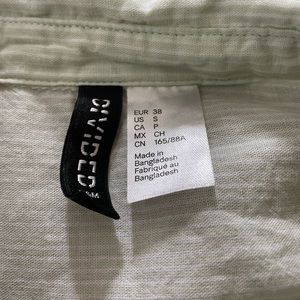 DIVIDED
EUR 38
US S
CA P
MX CH
CN 165/88A
Made in
Bangladesh
Fabriqué au
Bangladesh